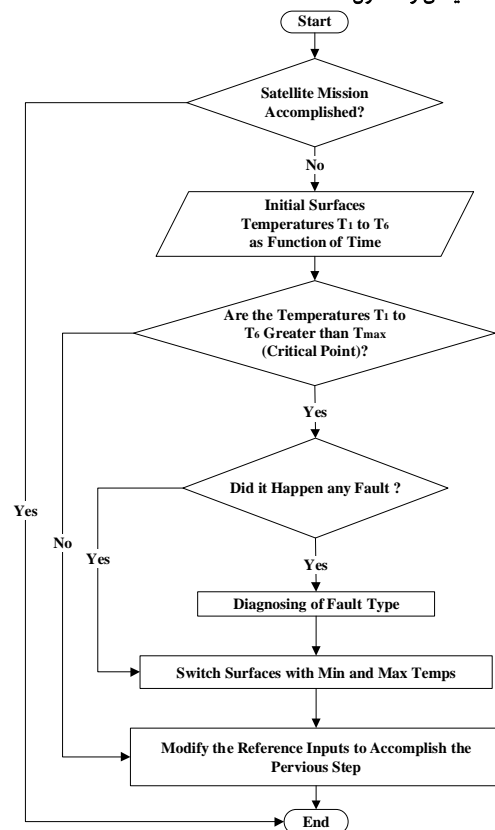 Start
Satellite Mission
Accomplished?
No
Initial Surfaces
Temperatures T1 to T6
as Function of Time
Are the Temperatures T1 to
T6 Greater than Tmax
(Critical Point)?
Yes
Did it Happen any Fault ?
Yes
No
Yes
Yes
Diagnosing of Fault Type
Switch Surfaces with Min and Max Temps
Modify the Reference Inputs to Accomplish the
Pervious Step
End